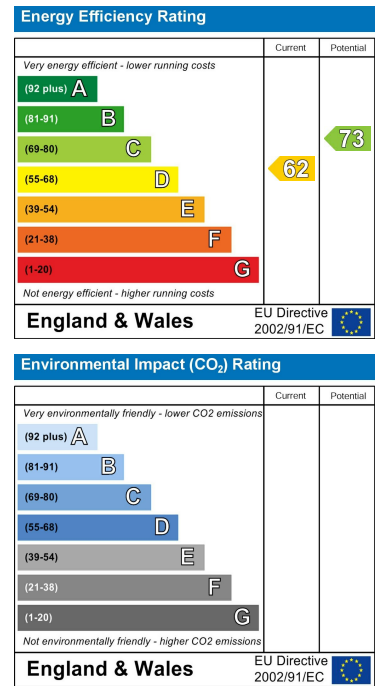 Energy Efficiency Rating
Current Potential
Very energy efficient - lower running costs
(92 plus) A
(81-91) B
(69-80) C
(55-68) D
(39-54) E
(21-38) F
(1-20) G
62
73
Not energy efficient - higher running costs
England & Wales
EU Directive
2002/91/EC
Environmental Impact (CO₂) Rating
Current Potential
Very environmentally friendly - lower CO2 emissions
(92 plus) A
(81-91) B
(69-80) C
(55-68) D
(39-54) E
(21-38) F
(1-20) G
Not environmentally friendly - higher CO2 emissions
England & Wales
EU Directive
2002/91/EC